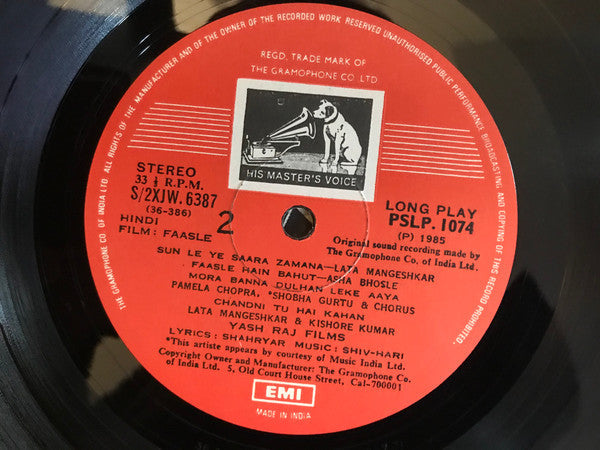 ALL RIGHTS OF THE MANUFACTURER AND OF THE OWNER OF THE RECORDED WORK RESERVED UNAUTHORISED PUBLIC PERFORMANCE BROADCASTING AND COPYING OF THIS RECORD PROHIBITED.
THE GRAMOPHONE CO. OF INDIA LTD.
REGD. TRADE MARK OF
THE GRAMOPHONE CO LTD
HIS MASTER'S VOICE
STEREO
33 ⅓ R.P.M.
S/2XJW. 6387
(36-386)
HINDI
FILM: FAASLE
2
LONG PLAY
PSLP. 1074
(P) 1985
Original sound recording made by
The Gramophone Co. of India Ltd.
SUN LE YE SAARA ZAMANA—LATA MANGESHKAR
FAASLE HAIN BAHUT—ASHA BHOSLE
MORA BANNA DULHAN LEKE AAYA
PAMELA CHOPRA, *SHOBHA GURTU & CHORUS
CHANDNI TU HAI KAHAN
LATA MANGESHKAR & KISHORE KUMAR
YASH RAJ FILMS
LYRICS: SHAHRYAR MUSIC: SHIV-HARI
*This artiste appears by courtesy of Music India Ltd.
Copyright Owner and Manufacturer: The Gramophone Co.
of India Ltd. 5, Old Court House Street, Cal-700001
EMI
MADE IN INDIA